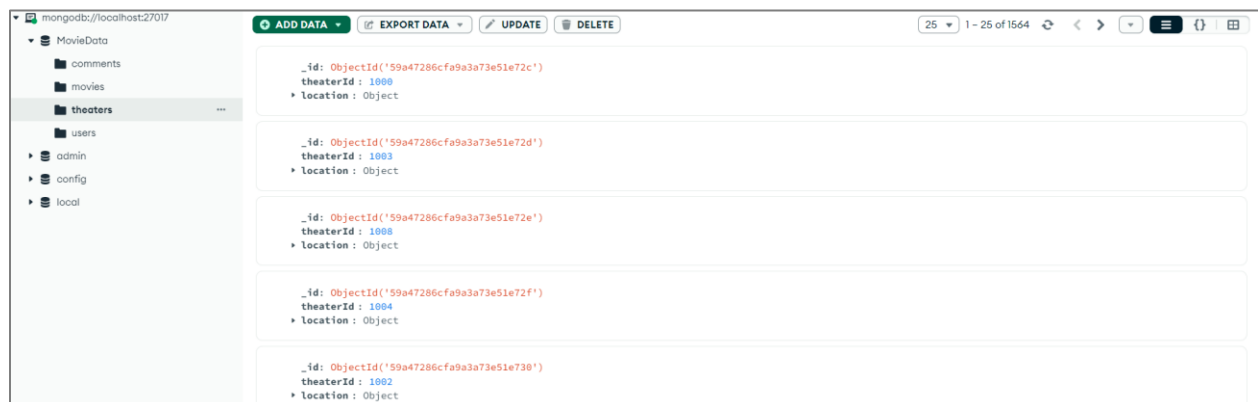 mongodb://localhost:27017
MovieData
comments
movies
theaters
users
admin
config
local
ADD DATA EXPORT DATA UPDATE DELETE 25 1 – 25 of 1564 {}
_id: ObjectId('59a47286cfa9a3a73e51e72c')
theaterId : 1000
location : Object
_id: ObjectId('59a47286cfa9a3a73e51e72d')
theaterId : 1003
location : Object
_id: ObjectId('59a47286cfa9a3a73e51e72e')
theaterId : 1008
location : Object
_id: ObjectId('59a47286cfa9a3a73e51e72f')
theaterId : 1004
location : Object
_id: ObjectId('59a47286cfa9a3a73e51e730')
theaterId : 1002
location : Object